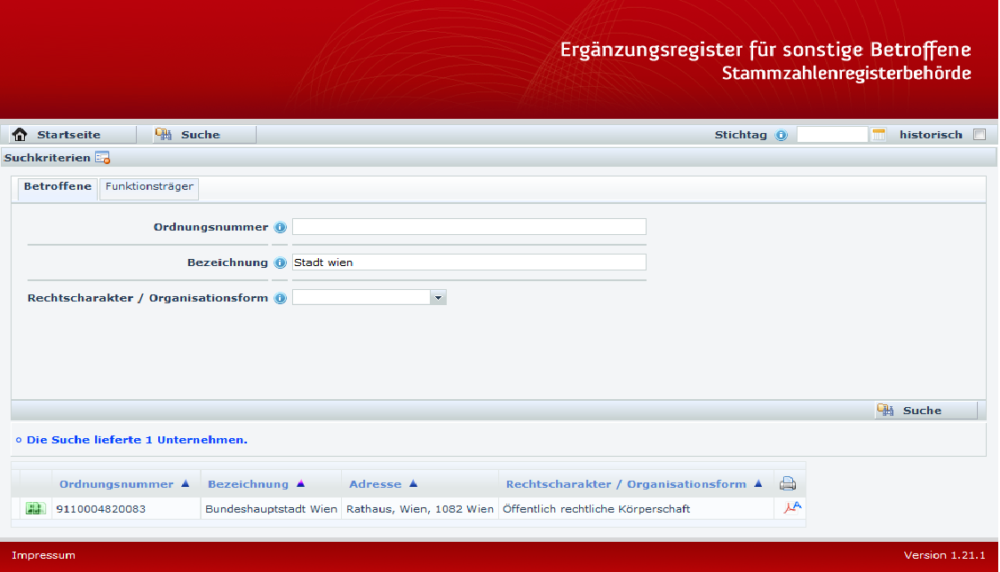 Ergänzungsregister für sonstige Betroffene
Stammzahlenregisterbehörde
Startseite Suche Stichtag historisch
Suchkriterien
Betroffene Funktionsträger
Ordnungsnummer
Bezeichnung Stadt wien
Rechtscharakter / Organisationsform
Suche
Die Suche lieferte 1 Unternehmen.
Ordnungsnummer Bezeichnung Adresse Rechtscharakter / Organisationsform
9110004820083 Bundeshauptstadt Wien Rathaus, Wien, 1082 Wien Öffentlich rechtliche Körperschaft
Impressum Version 1.21.1